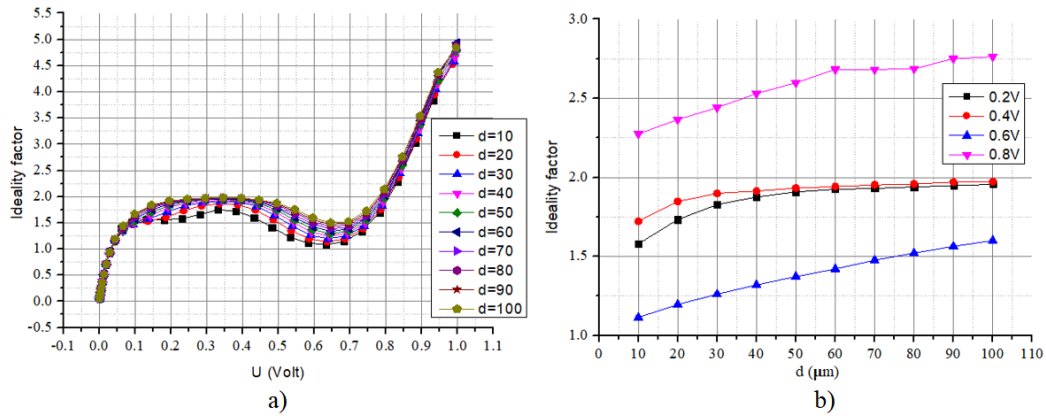 5.5
5.0
4.5
4.0
3.5
3.0
2.5
2.0
1.5
1.0
0.5
0.0
-0.5
Ideality factor
-0.1 0.0 0.1 0.2 0.3 0.4 0.5 0.6 0.7 0.8 0.9 1.0 1.1
U (Volt)
d=10
d=20
d=30
d=40
d=50
d=60
d=70
d=80
d=90
d=100
a)
3.0
2.5
2.0
1.5
1.0
Ideality factor
0 10 20 30 40 50 60 70 80 90 100 110
d (μm)
0.2V
0.4V
0.6V
0.8V
b)